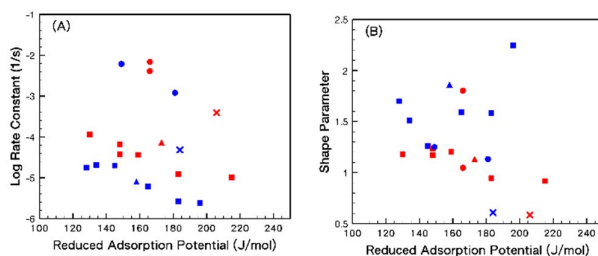 (A)
Log Rate Constant (1/s)
0
-1
-2
-3
-4
-5
-6
100 120 140 160 180 200 220 240
Reduced Adsorption Potential (J/mol)
(B)
Shape Parameter
2.5
2
1.5
1
0.5
100 120 140 160 180 200 220 240
Reduced Adsorption Potential (J/mol)